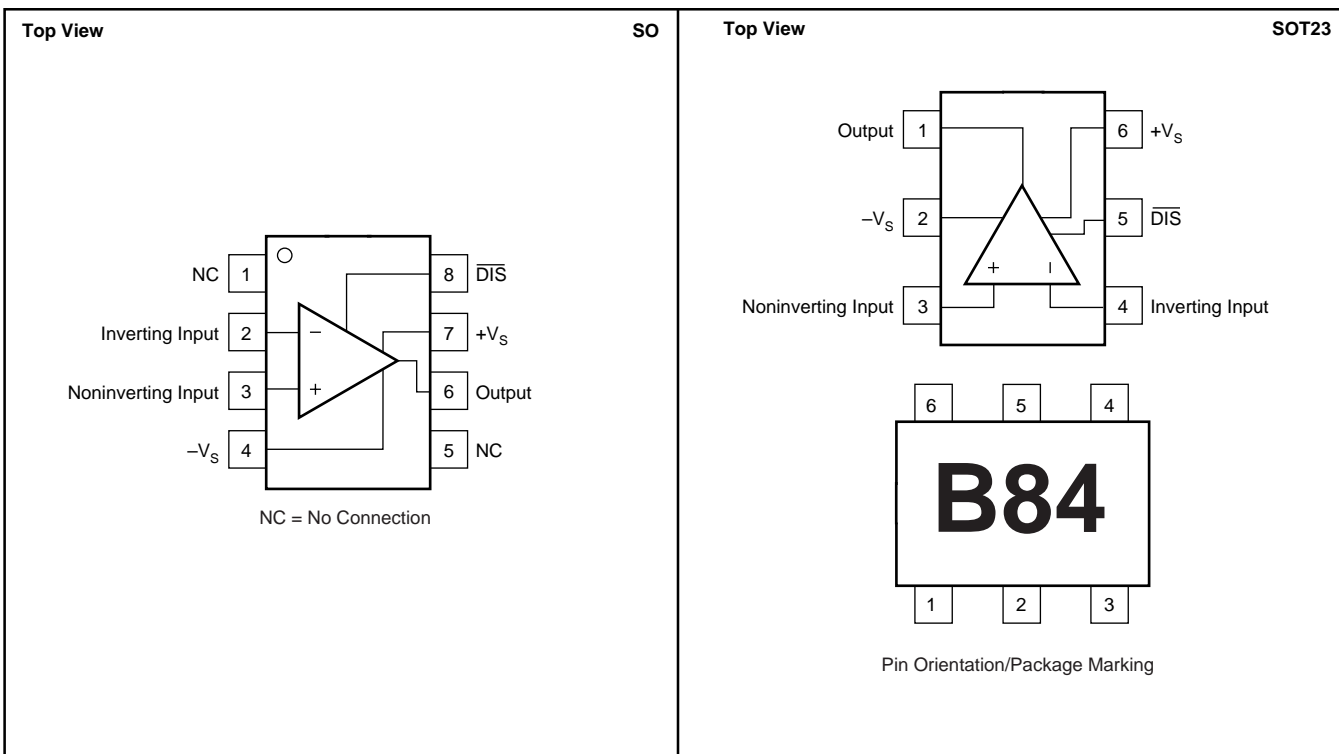 Top View SO
NC 1 8 D̅I̅S̅
Inverting Input 2 − 7 +VS
Noninverting Input 3 + 6 Output
–VS 4 5 NC
NC = No Connection
Top View SOT23
Output 1 6 +VS
–VS 2 5 D̅I̅S̅
Noninverting Input 3 + − 4 Inverting Input
6 5 4
B84
1 2 3
Pin Orientation/Package Marking